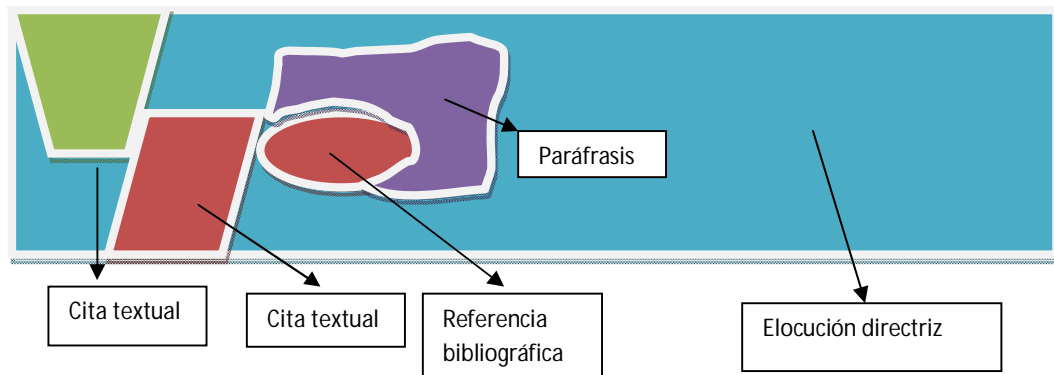 Paráfrasis
Cita textual
Cita textual
Referencia
bibliográfica
Elocución directriz